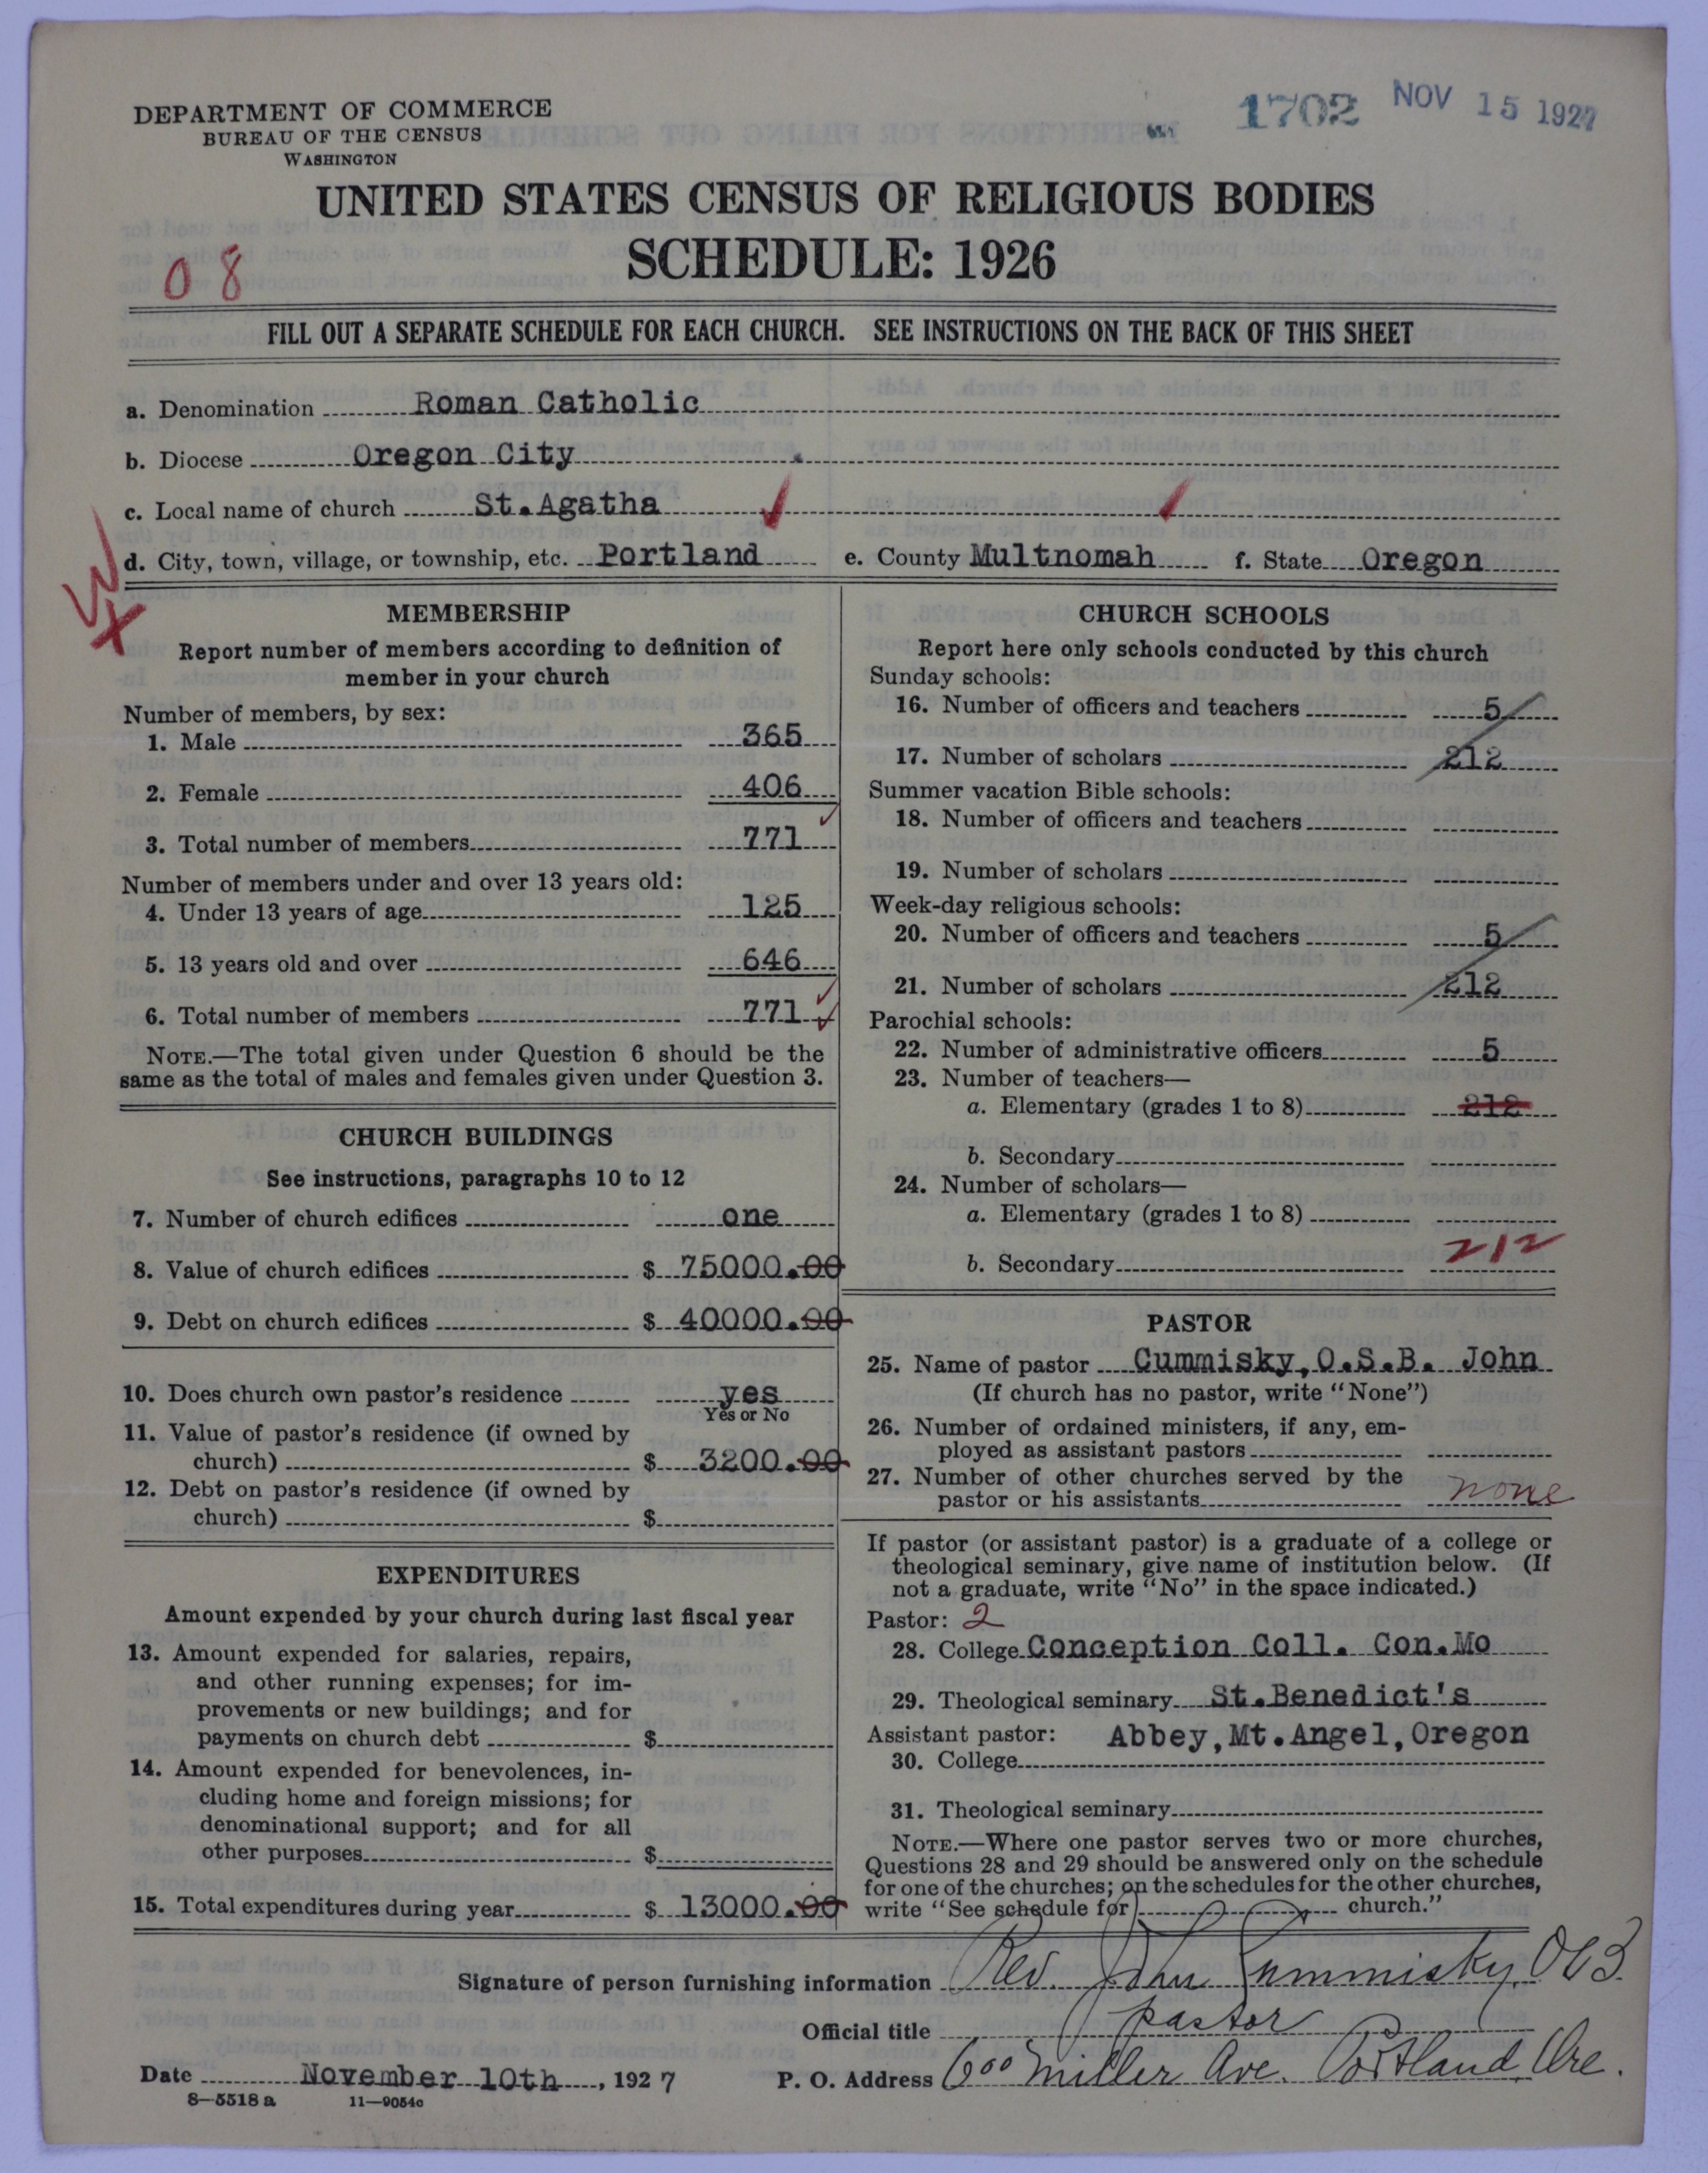 1702 NOV 15 1927
DEPARTMENT OF COMMERCE
BUREAU OF THE CENSUS
WASHINGTON
UNITED STATES CENSUS OF RELIGIOUS BODIES
SCHEDULE: 1926
08
FILL OUT A SEPARATE SCHEDULE FOR EACH CHURCH. SEE INSTRUCTIONS ON THE BACK OF THIS SHEET
a. Denomination Roman Catholic
b. Diocese Oregon City
c. Local name of church St. Agatha
d. City, town, village, or township, etc. Portland e. County Multnomah f. State Oregon
MEMBERSHIP
Report number of members according to definition of
member in your church
Number of members, by sex:
1. Male 365
2. Female 406
3. Total number of members 771
Number of members under and over 13 years old:
4. Under 13 years of age 125
5. 13 years old and over 646
6. Total number of members 771
NOTE.—The total given under Question 6 should be the
same as the total of males and females given under Question 3.
CHURCH BUILDINGS
See instructions, paragraphs 10 to 12
7. Number of church edifices one
8. Value of church edifices $ 75000.00
9. Debt on church edifices $ 40000.00
10. Does church own pastor's residence yes
Yes or No
11. Value of pastor's residence (if owned by
church) $ 3200.00
12. Debt on pastor's residence (if owned by
church) $
EXPENDITURES
Amount expended by your church during last fiscal year
13. Amount expended for salaries, repairs,
and other running expenses; for im-
provements or new buildings; and for
payments on church debt $
14. Amount expended for benevolences, in-
cluding home and foreign missions; for
denominational support; and for all
other purposes $
15. Total expenditures during year $ 13000.00
CHURCH SCHOOLS
Report here only schools conducted by this church
Sunday schools:
16. Number of officers and teachers 5
17. Number of scholars 212
Summer vacation Bible schools:
18. Number of officers and teachers
19. Number of scholars
Week-day religious schools:
20. Number of officers and teachers 5
21. Number of scholars 212
Parochial schools:
22. Number of administrative officers 5
23. Number of teachers—
a. Elementary (grades 1 to 8) 212
b. Secondary
24. Number of scholars—
a. Elementary (grades 1 to 8)
212
b. Secondary
PASTOR
25. Name of pastor Cummisky, O.S.B. John
(If church has no pastor, write "None")
26. Number of ordained ministers, if any, em-
ployed as assistant pastors
27. Number of other churches served by the
pastor or his assistants none
If pastor (or assistant pastor) is a graduate of a college or
theological seminary, give name of institution below. (If
not a graduate, write "No" in the space indicated.)
Pastor: 2
28. College Conception Coll. Con.Mo
29. Theological seminary St.Benedict's
Assistant pastor: Abbey, Mt.Angel, Oregon
30. College
31. Theological seminary
NOTE.—Where one pastor serves two or more churches,
Questions 28 and 29 should be answered only on the schedule
for one of the churches; on the schedules for the other churches,
write "See schedule for church."
Signature of person furnishing information Rev. John Cummisky, OSB.
Official title pastor
Date November 10th, 1927 P. O. Address 600 Miller Ave. Portland, Ore.
8—5518 a 11—9054c